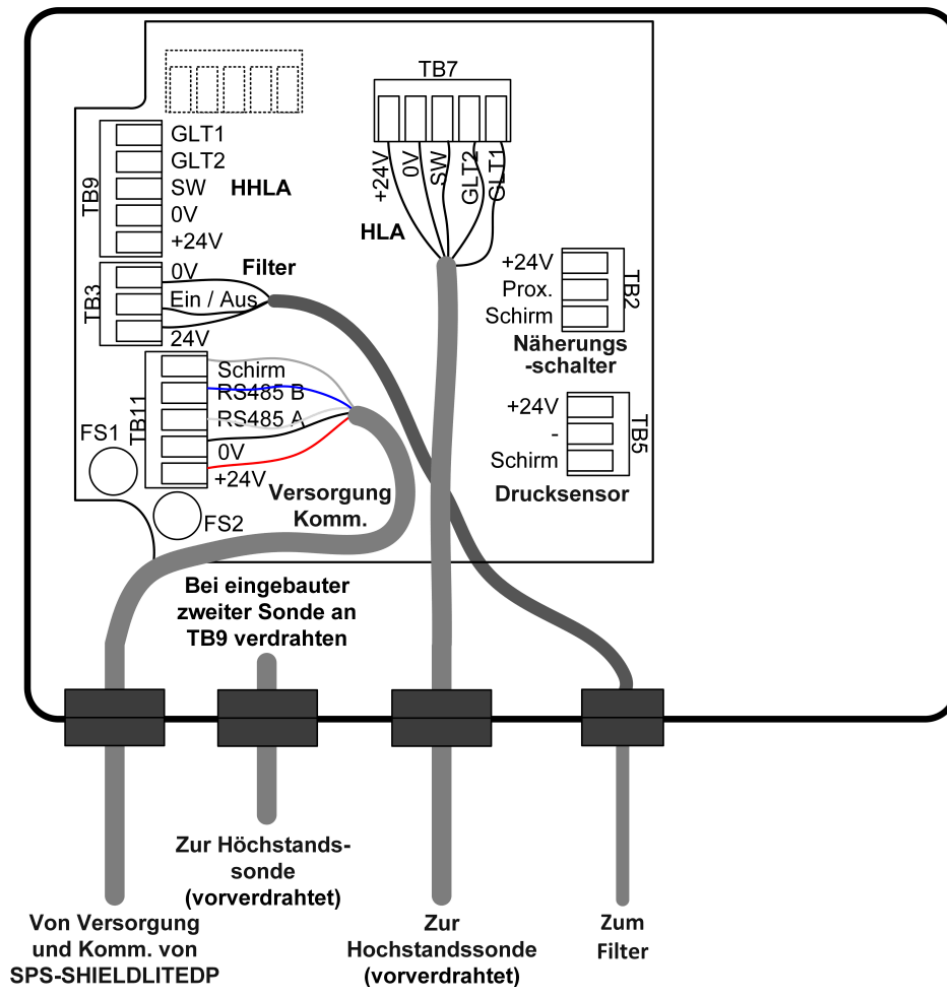 TB7
+24V
0V
SW
GLT2
GLT1
HLA
TB9
GLT1
GLT2
SW
0V
+24V
HHLA
TB3
0V
Ein / Aus
24V
Filter
TB11
Schirm
RS485 B
RS485 A
0V
+24V
FS1
FS2
Versorgung
Komm.
TB2
+24V
Prox.
Schirm
Näherungs
-schalter
TB5
+24V
-
Schirm
Drucksensor
Bei eingebauter
zweiter Sonde an
TB9 verdrahten
Von Versorgung
und Komm. von
SPS-SHIELDLITEDP
Zur Höchstands-
sonde
(vorverdrahtet)
Zur
Hochstandssonde
(vorverdrahtet)
Zum
Filter